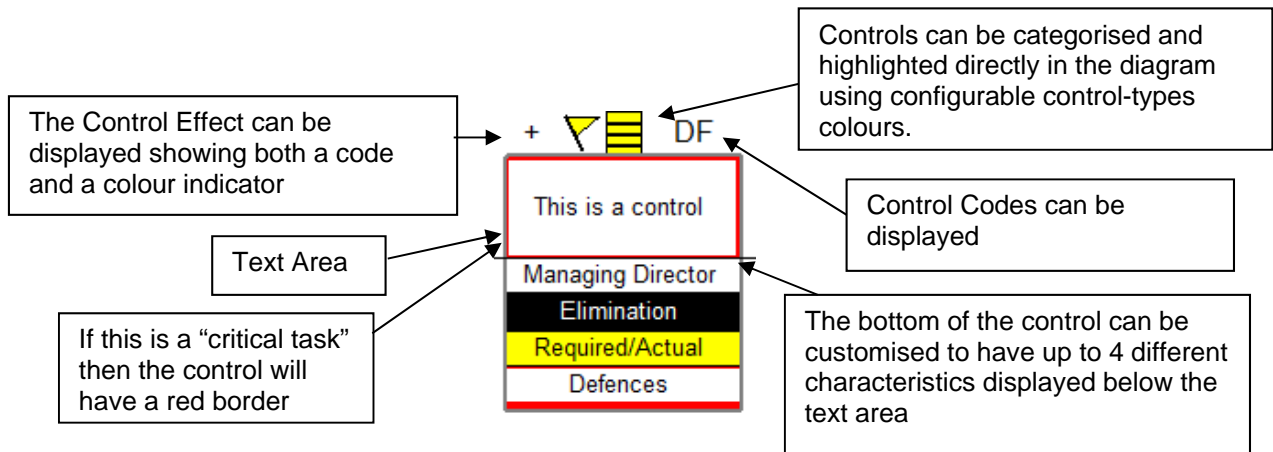 Controls can be categorised and
highlighted directly in the diagram
using configurable control-types
colours.
The Control Effect can be
displayed showing both a code
and a colour indicator
+ DF
This is a control
Control Codes can be
displayed
Text Area
Managing Director
Elimination
Required/Actual
Defences
If this is a “critical task”
then the control will
have a red border
The bottom of the control can be
customised to have up to 4 different
characteristics displayed below the
text area